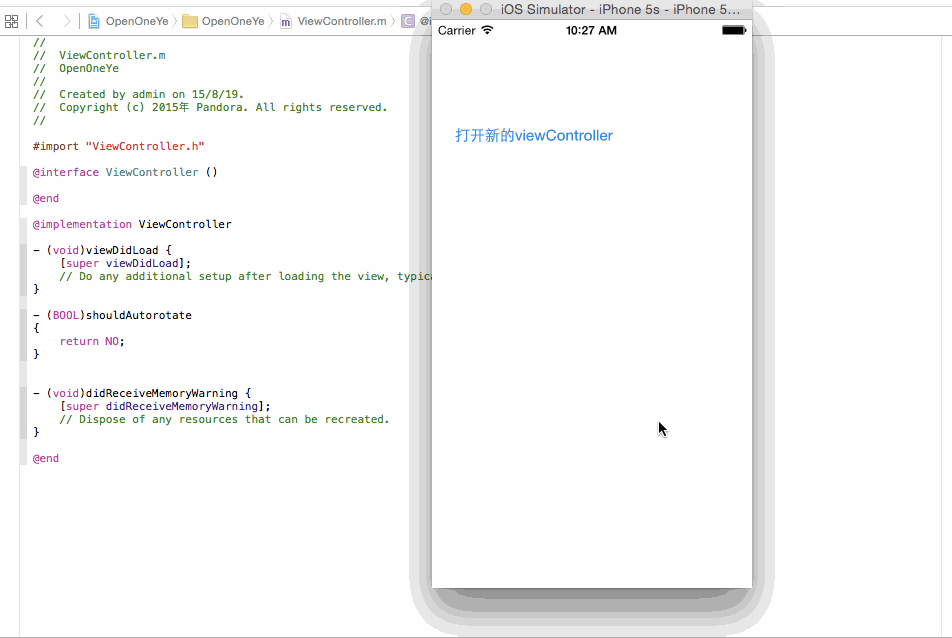 OpenOneYe 〉 OpenOneYe 〉 m ViewController.m 〉 C
iOS Simulator - iPhone 5s - iPhone 5...
Carrier 10:27 AM
打开新的viewController
//
//  ViewController.m
//  OpenOneYe
//
//  Created by admin on 15/8/19.
//  Copyright (c) 2015年 Pandora. All rights reserved.
//
#import "ViewController.h"
@interface ViewController ()
@end
@implementation ViewController
- (void)viewDidLoad {
    [super viewDidLoad];
    // Do any additional setup after loading the view,
}
- (BOOL)shouldAutorotate
{
    return NO;
}
- (void)didReceiveMemoryWarning {
    [super didReceiveMemoryWarning];
    // Dispose of any resources that can be recreated.
}
@end